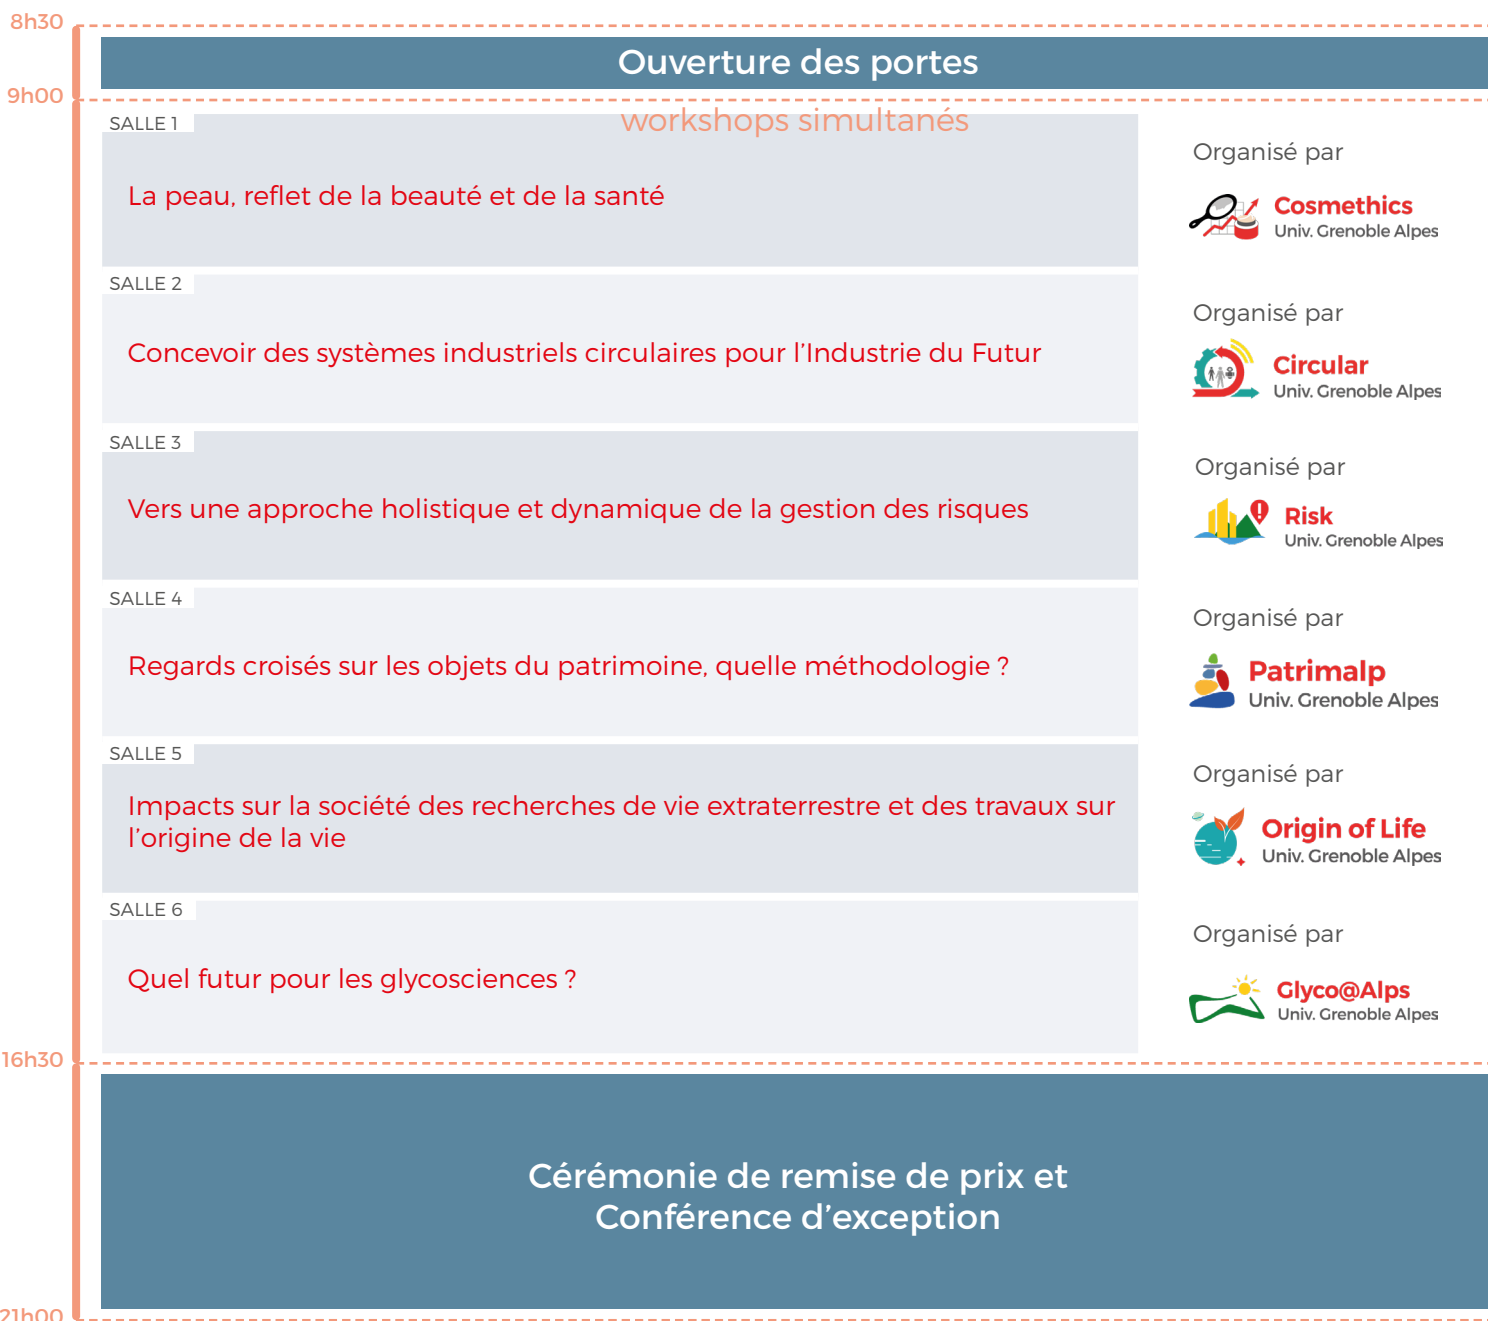 8h30
Ouverture des portes
9h00
workshops simultanés
SALLE 1
La peau, reflet de la beauté et de la santé
Organisé par
Cosmethics
Univ. Grenoble Alpes
SALLE 2
Concevoir des systèmes industriels circulaires pour l'Industrie du Futur
Organisé par
Circular
Univ. Grenoble Alpes
SALLE 3
Vers une approche holistique et dynamique de la gestion des risques
Organisé par
Risk
Univ. Grenoble Alpes
SALLE 4
Regards croisés sur les objets du patrimoine, quelle méthodologie ?
Organisé par
Patrimalp
Univ. Grenoble Alpes
SALLE 5
Impacts sur la société des recherches de vie extraterrestre et des travaux sur
l'origine de la vie
Organisé par
Origin of Life
Univ. Grenoble Alpes
SALLE 6
Quel futur pour les glycosciences ?
Organisé par
Glyco@Alps
Univ. Grenoble Alpes
16h30
Cérémonie de remise de prix et
Conférence d'exception
21h00